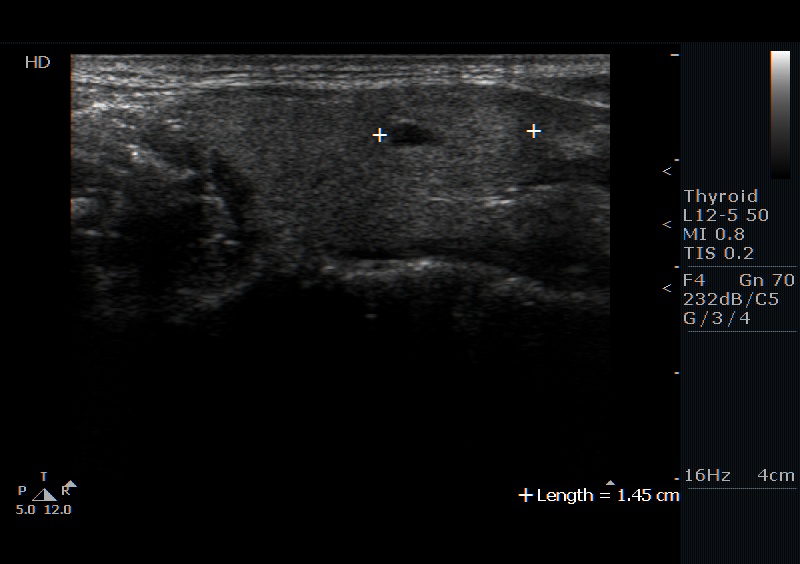 HD
Thyroid
L12-5 50
MI 0.8
TIS 0.2
F4 Gn 70
232dB/C5
G/3/4
16Hz 4cm
T
P R
5.0 12.0
+ Length = 1.45 cm